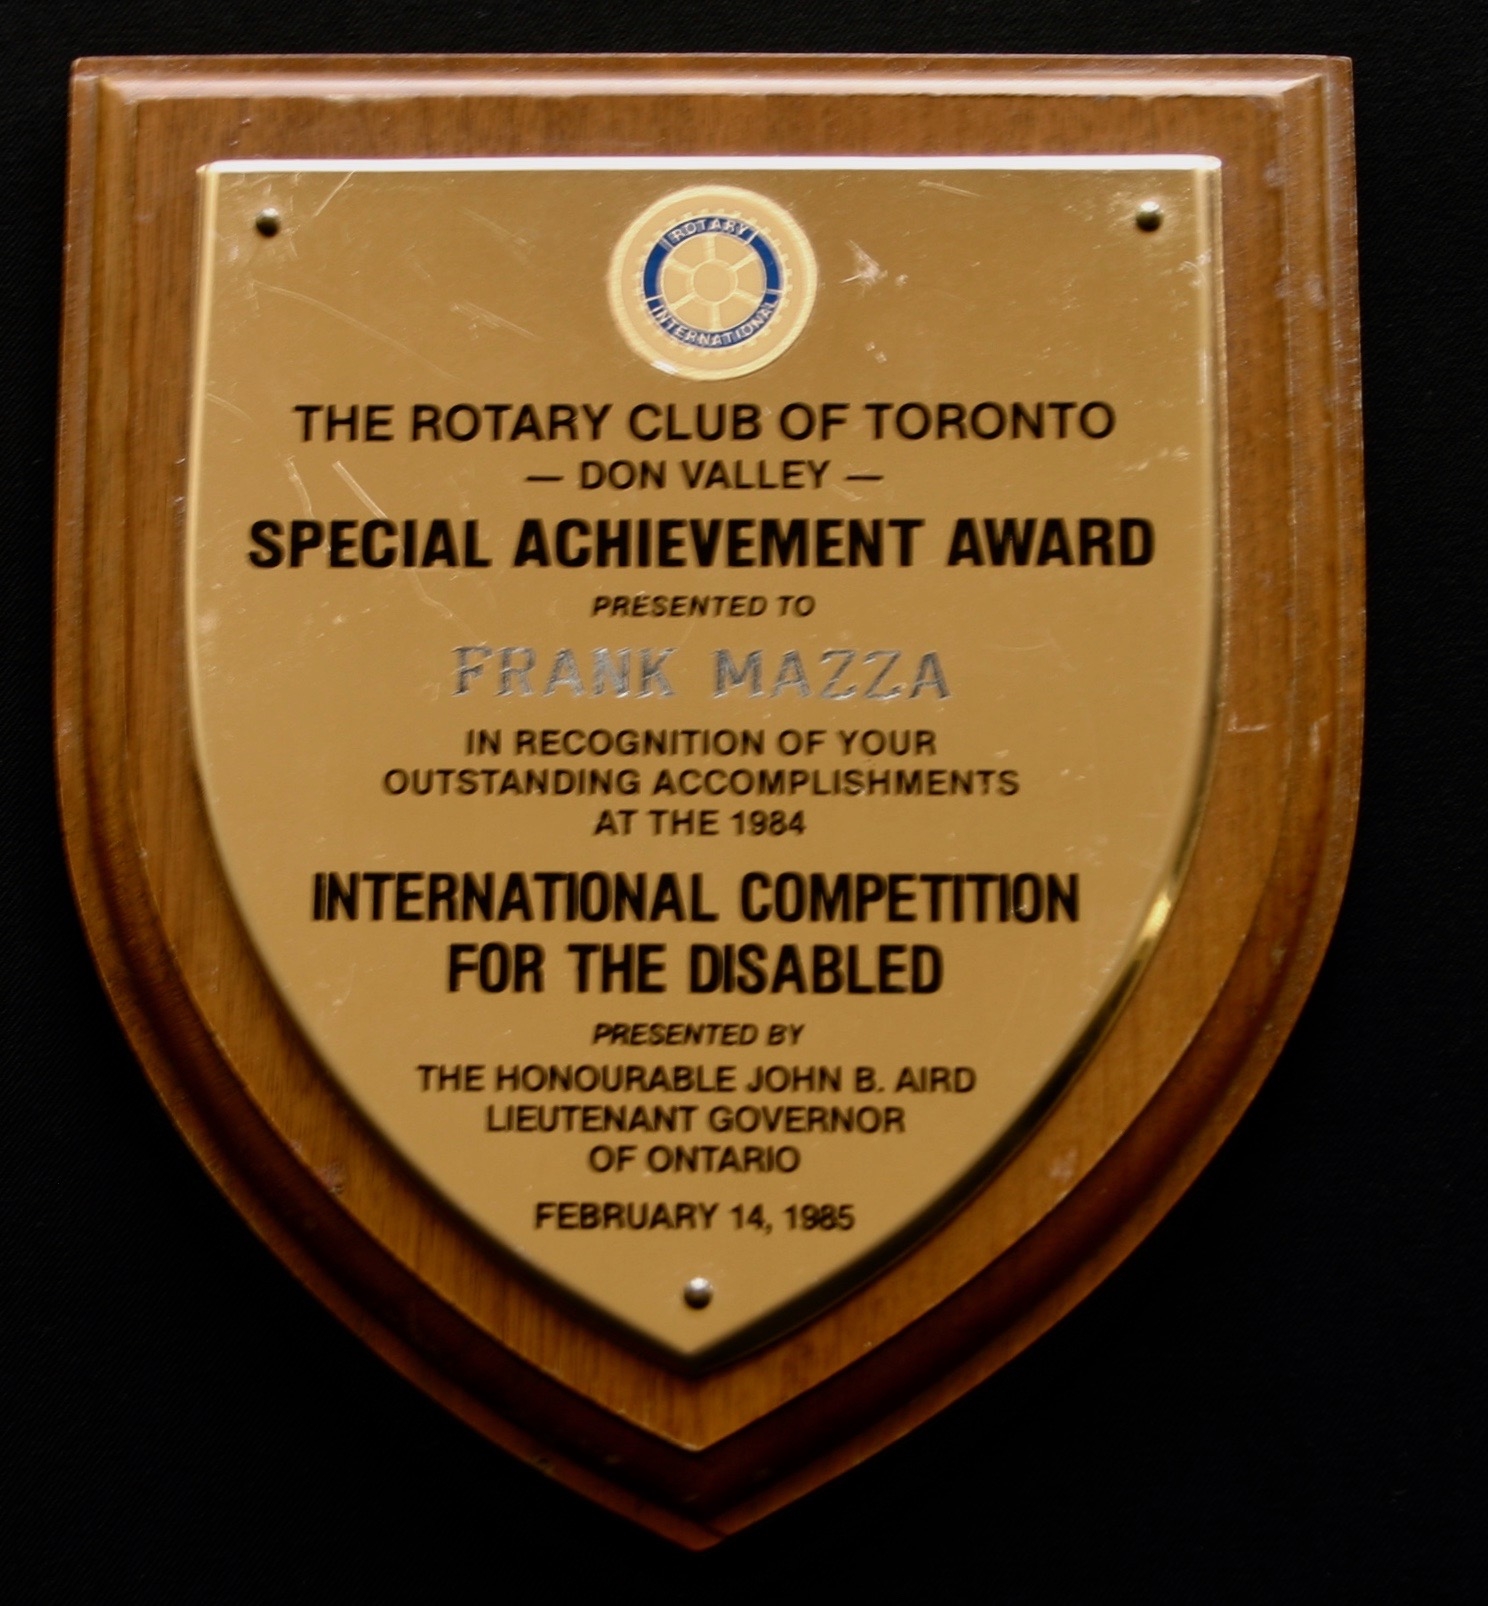 ROTARY
INTERNATIONAL
THE ROTARY CLUB OF TORONTO
— DON VALLEY —
SPECIAL ACHIEVEMENT AWARD
PRESENTED TO
FRANK MAZZA
IN RECOGNITION OF YOUR
OUTSTANDING ACCOMPLISHMENTS
AT THE 1984
INTERNATIONAL COMPETITION
FOR THE DISABLED
PRESENTED BY
THE HONOURABLE JOHN B. AIRD
LIEUTENANT GOVERNOR
OF ONTARIO
FEBRUARY 14, 1985